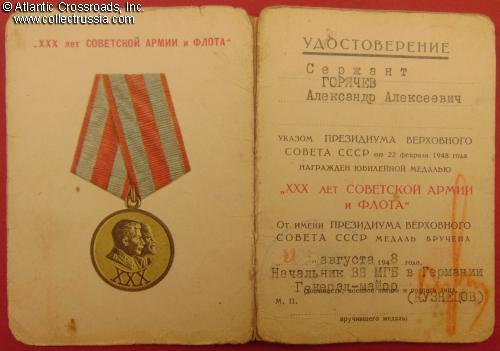 © Atlantic Crossroads, Inc.
www.collectrussia.com
„XXX лет СОВЕТСКОЙ АРМИИ и ФЛОТА“
XXX
УДОСТОВЕРЕНИЕ
Сержант
ГОРЯЧЕВ
Александр Алексеевич
УКАЗОМ ПРЕЗИДИУМА ВЕРХОВНОГО
СОВЕТА СССР от 22 февраля 1948 года
НАГРАЖДЕН ЮБИЛЕЙНОЙ МЕДАЛЬЮ
„XXX лет СОВЕТСКОЙ АРМИИ
и ФЛОТА“
От имени ПРЕЗИДИУМА ВЕРХОВНОГО
СОВЕТА СССР МЕДАЛЬ ВРУЧЕНА
августа 1948 года.
Начальник ВВ МГБ в Германии
Генерал-майор (КУЗНЕЦОВ)
М. П.
вручившего медаль)